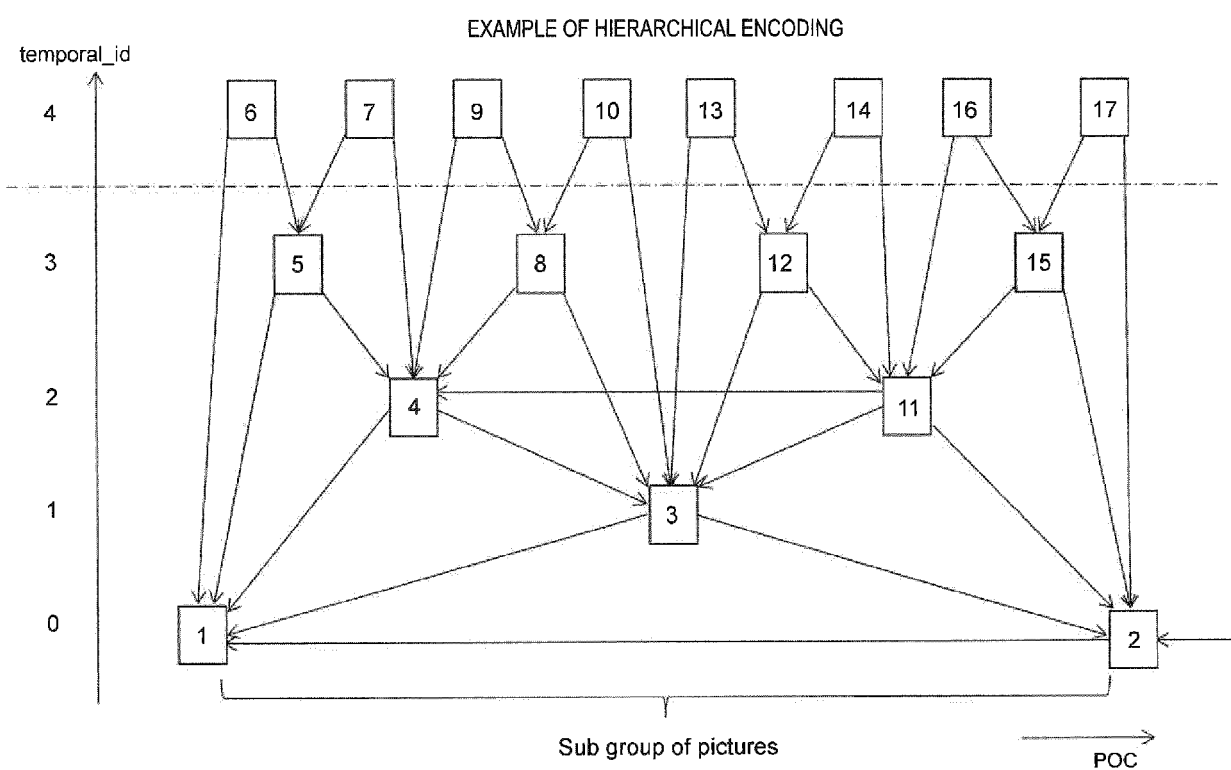 EXAMPLE OF HIERARCHICAL ENCODING
temporal_id
4 6 7 9 10 13 14 16 17
3 5 8 12 15
2 4 11
1 3
0 1 2
Sub group of pictures
POC